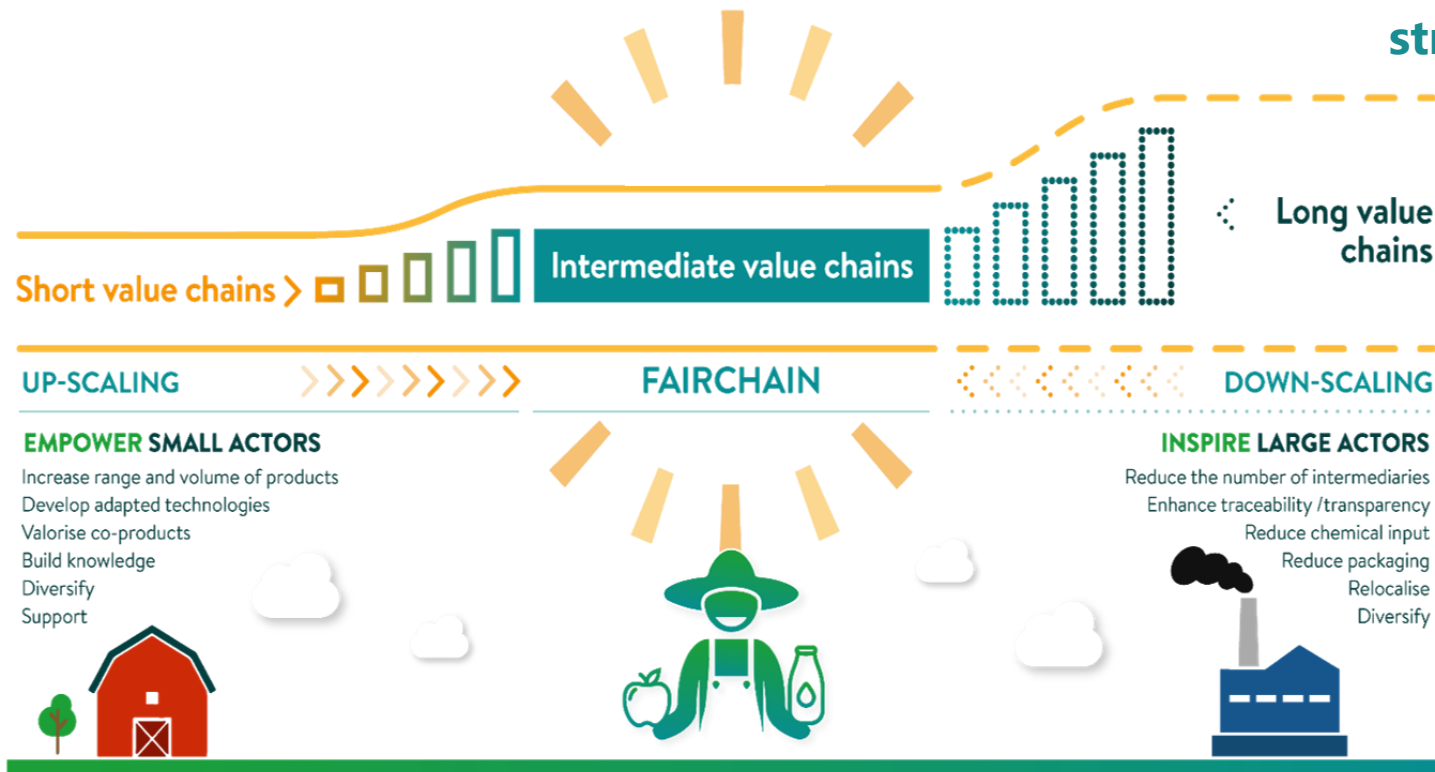 Long value
chains
Short value chains
Intermediate value chains
UP-SCALING
FAIRCHAIN
DOWN-SCALING
EMPOWER SMALL ACTORS
Increase range and volume of products
Develop adapted technologies
Valorise co-products
Build knowledge
Diversify
Support
INSPIRE LARGE ACTORS
Reduce the number of intermediaries
Enhance traceability /transparency
Reduce chemical input
Reduce packaging
Relocalise
Diversify